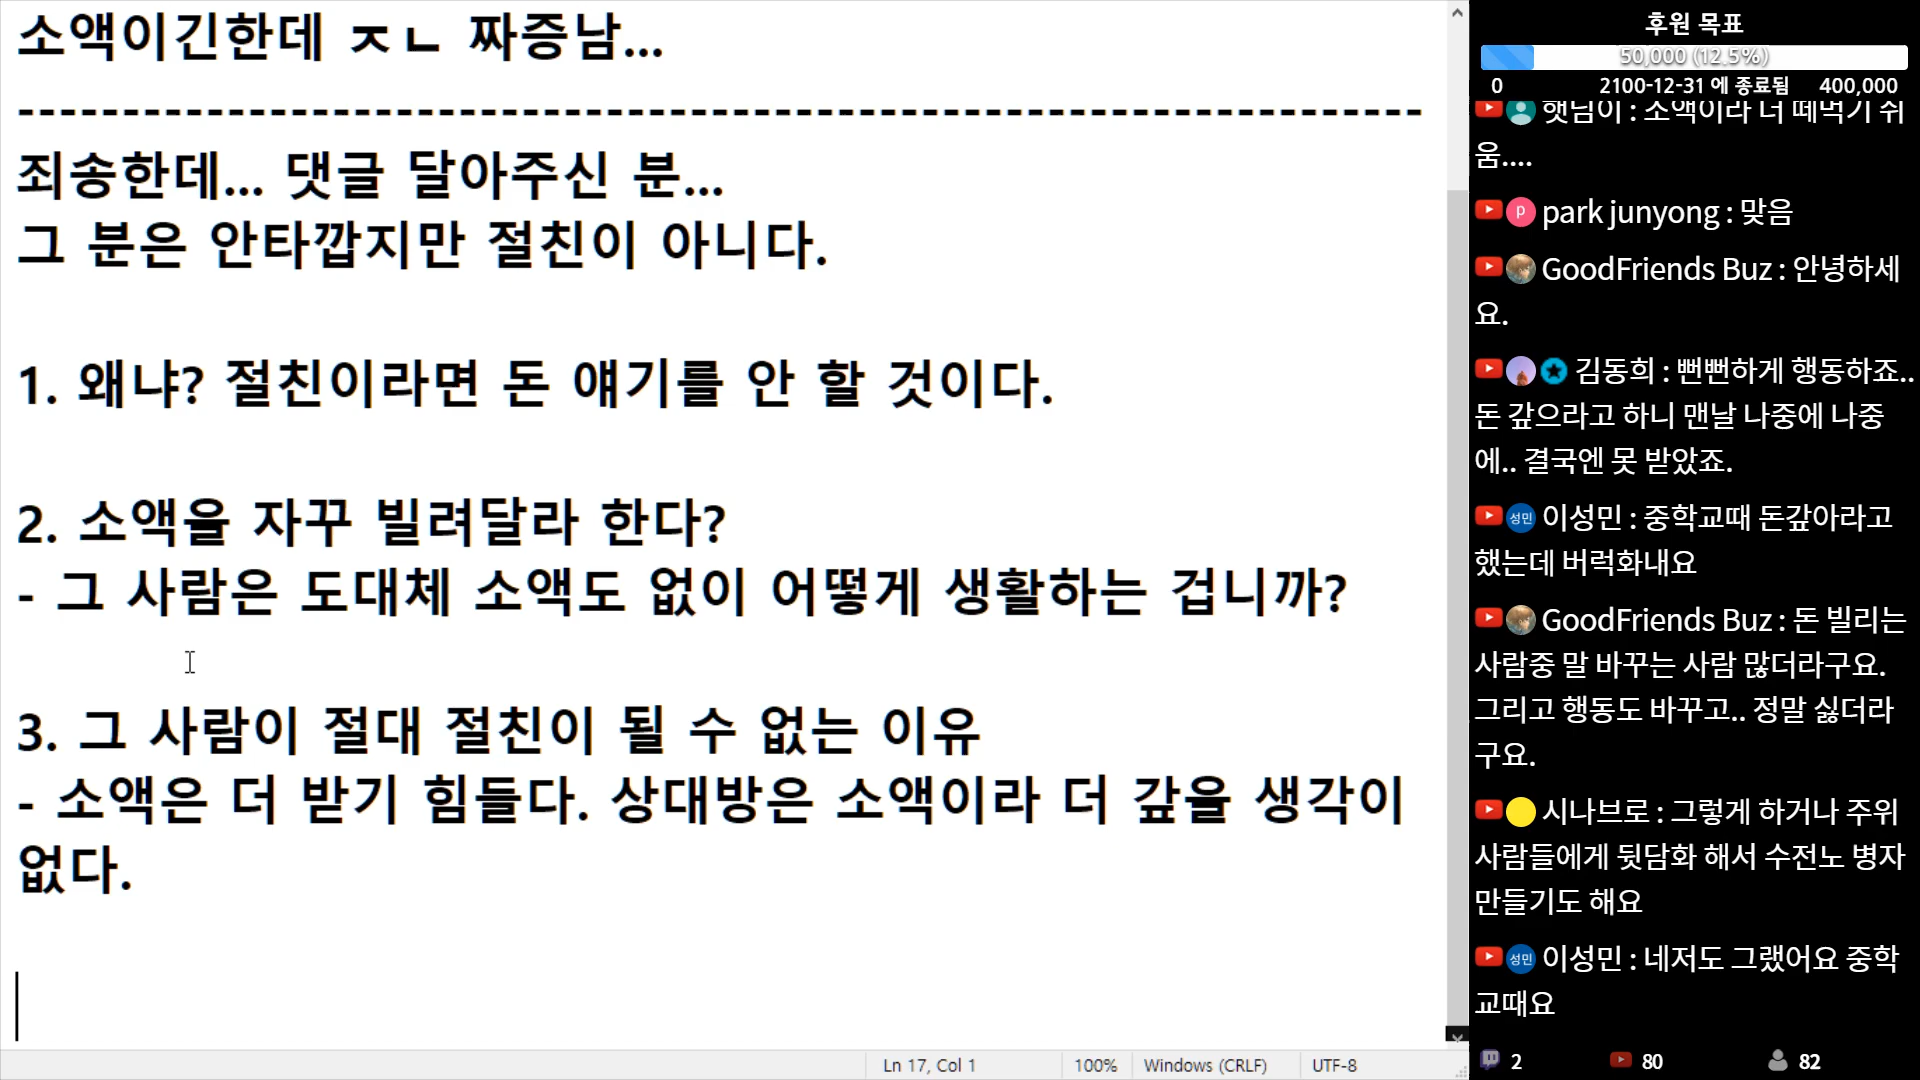 소액이긴한데 ㅈㄴ 짜증남...
--------------------------------------------------------------------
죄송한데... 댓글 달아주신 분...
그 분은 안타깝지만 절친이 아니다.
1. 왜냐? 절친이라면 돈 얘기를 안 할 것이다.
2. 소액을 자꾸 빌려달라 한다?
- 그 사람은 도대체 소액도 없이 어떻게 생활하는 겁니까?
3. 그 사람이 절대 절친이 될 수 없는 이유
- 소액은 더 받기 힘들다. 상대방은 소액이라 더 갚을 생각이
없다.
Ln 17, Col 1
100%
Windows (CRLF)
UTF-8
후원 목표
50,000 (12.5%)
0 2100-12-31 에 종료됨 400,000
햇님이 : 소액이라 더 떼먹기 쉬
움....
p park junyong : 맞음
GoodFriends Buz : 안녕하세
요.
김동희 : 뻔뻔하게 행동하죠..
돈 갚으라고 하니 맨날 나중에 나중
에.. 결국엔 못 받았죠.
성민 이성민 : 중학교때 돈갚아라고
했는데 버럭화내요
GoodFriends Buz : 돈 빌리는
사람중 말 바꾸는 사람 많더라구요.
그리고 행동도 바꾸고.. 정말 싫더라
구요.
시나브로 : 그렇게 하거나 주위
사람들에게 뒷담화 해서 수전노 병자
만들기도 해요
성민 이성민 : 네저도 그랬어요 중학
교때요
2 80 82